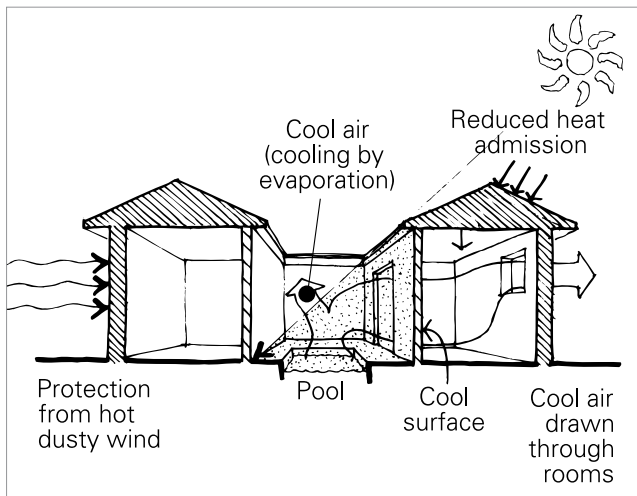 Cool air
(cooling by
evaporation)
Reduced heat
admission
Protection
from hot
dusty wind
Pool
Cool
surface
Cool air
drawn
through
rooms